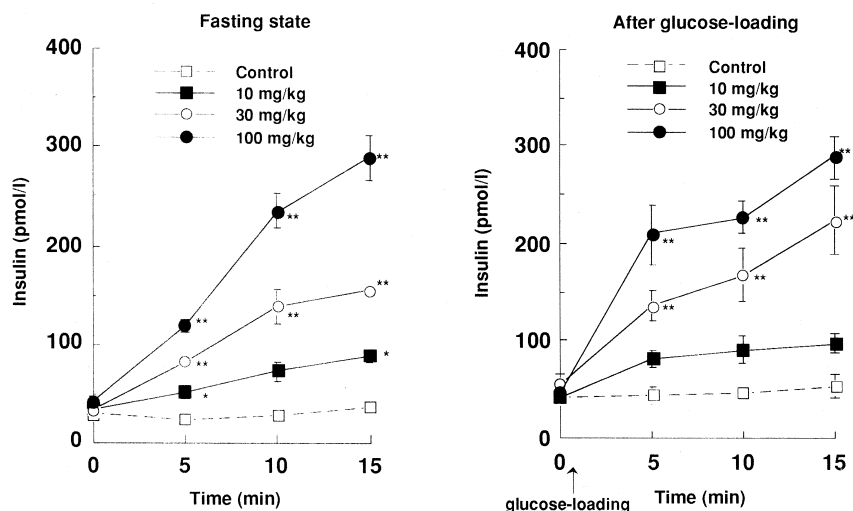 Fasting state
400
Control
10 mg/kg
30 mg/kg
100 mg/kg
300
200
100
0
Insulin (pmol/l)
**
**
**
**
**
**
*
*
0
5
10
15
Time (min)
After glucose-loading
400
Control
10 mg/kg
30 mg/kg
100 mg/kg
300
200
100
0
Insulin (pmol/l)
**
**
**
**
**
**
0
5
10
15
Time (min)
glucose-loading